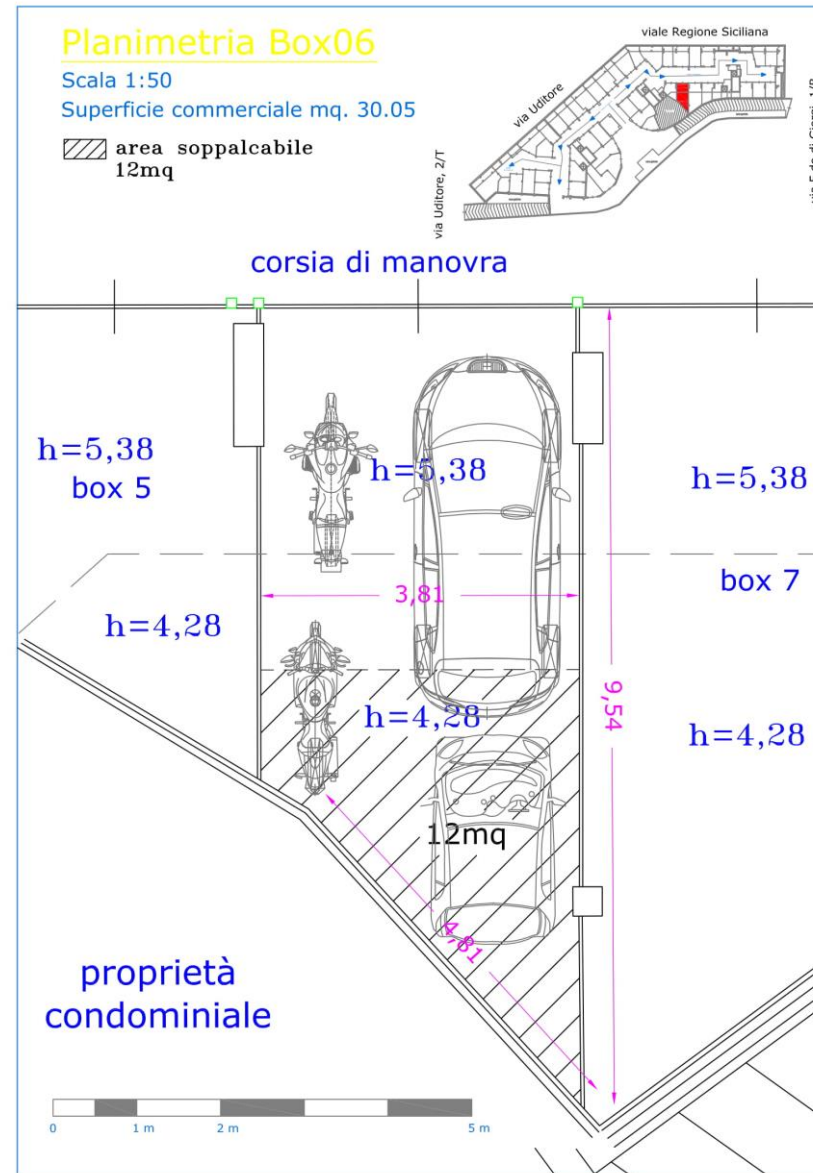 Planimetria Box06
Scala 1:50
Superficie commerciale mq. 30.05
area soppalcabile
12mq
viale Regione Siciliana
via Uditore
via Uditore, 2/T
corsia di manovra
h=5,38
box 5
h=5,38
h=5,38
3,81
box 7
h=4,28
h=4,28
9,54
h=4,28
12mq
4,81
proprietà
condominiale
0
1 m
2 m
5 m